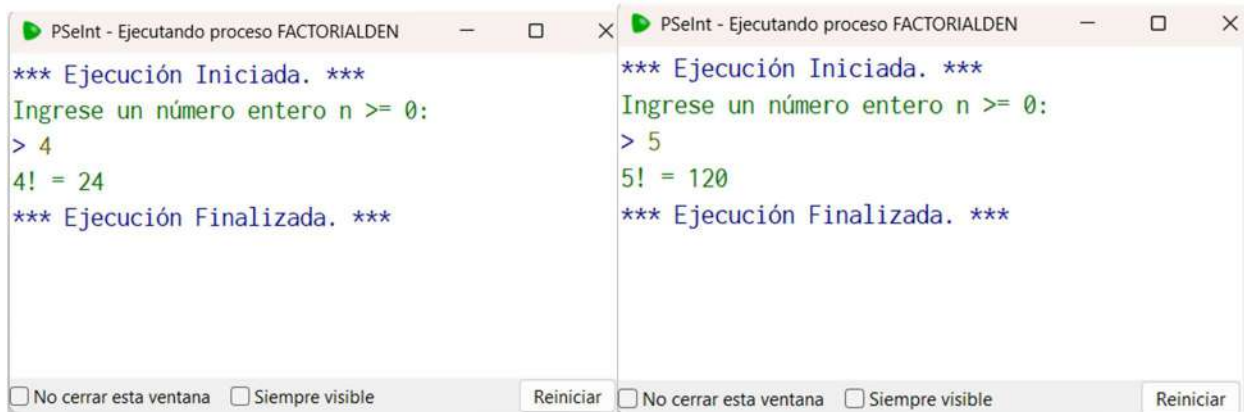 PSeInt - Ejecutando proceso FACTORIALDEN
*** Ejecución Iniciada. ***
Ingrese un número entero n >= 0:
> 4
4! = 24
*** Ejecución Finalizada. ***
No cerrar esta ventana Siempre visible Reiniciar
PSeInt - Ejecutando proceso FACTORIALDEN
*** Ejecución Iniciada. ***
Ingrese un número entero n >= 0:
> 5
5! = 120
*** Ejecución Finalizada. ***
No cerrar esta ventana Siempre visible Reiniciar